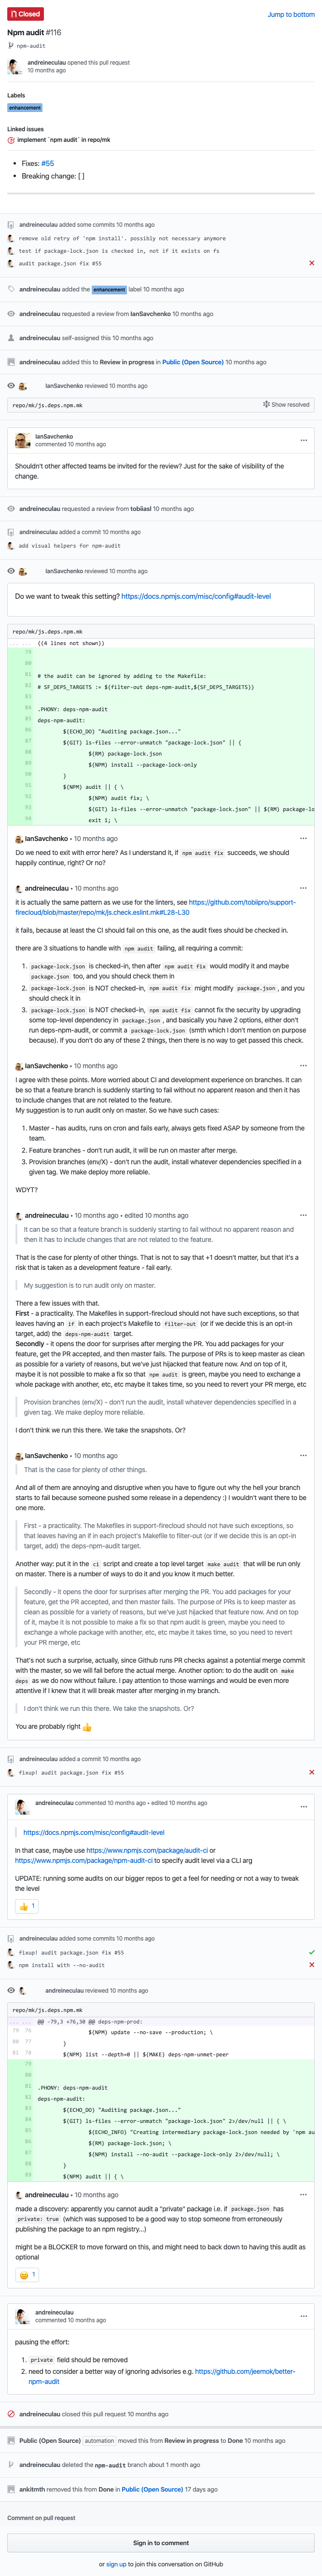 Closed
Jump to bottom
Npm audit #116
npm-audit
andreineculau opened this pull request
10 months ago
Labels
enhancement
Linked issues
implement `npm audit` in repo/mk
• Fixes: #55
• Breaking change: [ ]
andreineculau added some commits 10 months ago
remove old retry of 'npm install'. possibly not necessary anymore
test if package-lock.json is checked in, not if it exists on fs
audit package.json fix #55
andreineculau added the enhancement label 10 months ago
andreineculau requested a review from IanSavchenko 10 months ago
andreineculau self-assigned this 10 months ago
andreineculau added this to Review in progress in Public (Open Source) 10 months ago
IanSavchenko reviewed 10 months ago
repo/mk/js.deps.npm.mk
Show resolved
IanSavchenko
commented 10 months ago
Shouldn't other affected teams be invited for the review? Just for the sake of visibility of the
change.
andreineculau requested a review from tobiiasl 10 months ago
andreineculau added a commit 10 months ago
add visual helpers for npm-audit
IanSavchenko reviewed 10 months ago
Do we want to tweak this setting? https://docs.npmjs.com/misc/config#audit-level
repo/mk/js.deps.npm.mk
... ... ((4 lines not shown))
79
80
81 # the audit can be ignored by adding to the Makefile:
82 # SF_DEPS_TARGETS := $(filter-out deps-npm-audit,$(SF_DEPS_TARGETS))
83
84 .PHONY: deps-npm-audit
85 deps-npm-audit:
86 $(ECHO_DO) "Auditing package.json..."
87 $(GIT) ls-files --error-unmatch "package-lock.json" || {
88 $(RM) package-lock.json
89 $(NPM) install --package-lock-only
90 }
91 $(NPM) audit || { \
92 $(NPM) audit fix; \
93 $(GIT) ls-files --error-unmatch "package-lock.json" || $(RM) package-lo
94 exit 1; \
IanSavchenko • 10 months ago
Do we need to exit with error here? As I understand it, if npm audit fix succeeds, we should
happily continue, right? Or no?
andreineculau • 10 months ago
it is actually the same pattern as we use for the linters, see https://github.com/tobiipro/support-
firecloud/blob/master/repo/mk/js.check.eslint.mk#L28-L30
it fails, because at least the CI should fail on this one, as the audit fixes should be checked in.
there are 3 situations to handle with npm audit failing, all requiring a commit:
1. package-lock.json is checked-in, then after npm audit fix would modify it and maybe
package.json too, and you should check them in
2. package-lock.json is NOT checked-in, npm audit fix might modify package.json , and you
should check it in
3. package-lock.json is NOT checked-in, npm audit fix cannot fix the security by upgrading
some top-level dependency in package.json , and basically you have 2 options, either don't
run deps-npm-audit, or commit a package-lock.json (smth which I don't mention on purpose
because). If you don't do any of these 2 things, then there is no way to get passed this check.
IanSavchenko • 10 months ago
I agree with these points. More worried about CI and development experience on branches. It can
be so that a feature branch is suddenly starting to fail without no apparent reason and then it has
to include changes that are not related to the feature.
My suggestion is to run audit only on master. So we have such cases:
1. Master - has audits, runs on cron and fails early, always gets fixed ASAP by someone from the
team.
2. Feature branches - don't run audit, it will be run on master after merge.
3. Provision branches (env/X) - don't run the audit, install whatever dependencies specified in a
given tag. We make deploy more reliable.
WDYT?
andreineculau • 10 months ago • edited 10 months ago
It can be so that a feature branch is suddenly starting to fail without no apparent reason and
then it has to include changes that are not related to the feature.
That is the case for plenty of other things. That is not to say that +1 doesn't matter, but that it's a
risk that is taken as a development feature - fail early.
My suggestion is to run audit only on master.
There a few issues with that.
First - a practicality. The Makefiles in support-firecloud should not have such exceptions, so that
leaves having an if in each project's Makefile to filter-out (or if we decide this is an opt-in
target, add) the deps-npm-audit target.
Secondly - it opens the door for surprises after merging the PR. You add packages for your
feature, get the PR accepted, and then master fails. The purpose of PRs is to keep master as clean
as possible for a variety of reasons, but we've just hijacked that feature now. And on top of it,
maybe it is not possible to make a fix so that npm audit is green, maybe you need to exchange a
whole package with another, etc, etc maybe it takes time, so you need to revert your PR merge, etc
Provision branches (env/X) - don't run the audit, install whatever dependencies specified in a
given tag. We make deploy more reliable.
I don't think we run this there. We take the snapshots. Or?
IanSavchenko • 10 months ago
That is the case for plenty of other things.
And all of them are annoying and disruptive when you have to figure out why the hell your branch
starts to fail because someone pushed some release in a dependency :) I wouldn't want there to be
one more.
First - a practicality. The Makefiles in support-firecloud should not have such exceptions, so
that leaves having an if in each project's Makefile to filter-out (or if we decide this is an opt-in
target, add) the deps-npm-audit target.
Another way: put it in the ci script and create a top level target make audit that will be run only
on master. There is a number of ways to do it and you know it much better.
Secondly - it opens the door for surprises after merging the PR. You add packages for your
feature, get the PR accepted, and then master fails. The purpose of PRs is to keep master as
clean as possible for a variety of reasons, but we've just hijacked that feature now. And on top
of it, maybe it is not possible to make a fix so that npm audit is green, maybe you need to
exchange a whole package with another, etc, etc maybe it takes time, so you need to revert
your PR merge, etc
That's not such a surprise, actually, since Github runs PR checks against a potential merge commit
with the master, so we will fail before the actual merge. Another option: to do the audit on make
deps as we do now without failure. I pay attention to those warnings and would be even more
attentive if I knew that it will break master after merging in my branch.
I don't think we run this there. We take the snapshots. Or?
You are probably right 👍
andreineculau added a commit 10 months ago
fixup! audit package.json fix #55
andreineculau commented 10 months ago • edited 10 months ago
https://docs.npmjs.com/misc/config#audit-level
In that case, maybe use https://www.npmjs.com/package/audit-ci or
https://www.npmjs.com/package/npm-audit-ci to specify audit level via a CLI arg
UPDATE: running some audits on our bigger repos to get a feel for needing or not a way to tweak
the level
👍 1
andreineculau added some commits 10 months ago
fixup! audit package.json fix #55
npm install with --no-audit
andreineculau reviewed 10 months ago
repo/mk/js.deps.npm.mk
... ... @@ -79,3 +76,30 @@ deps-npm-prod:
79 76 $(NPM) update --no-save --production; \
80 77 }
81 78 $(NPM) list --depth=0 || $(MAKE) deps-npm-unmet-peer
79
80
81 .PHONY: deps-npm-audit
82 deps-npm-audit:
83 $(ECHO_DO) "Auditing package.json..."
84 $(GIT) ls-files --error-unmatch "package-lock.json" 2>/dev/null || { \
85 $(ECHO_INFO) "Creating intermediary package-lock.json needed by 'npm au
86 $(RM) package-lock.json; \
87 $(NPM) install --no-audit --package-lock-only 2>/dev/null; \
88 }
89 $(NPM) audit || { \
andreineculau • 10 months ago
made a discovery: apparently you cannot audit a "private" package i.e. if package.json has
private: true (which was supposed to be a good way to stop someone from erroneously
publishing the package to an npm registry...)
might be a BLOCKER to move forward on this, and might need to back down to having this audit as
optional
😄 1
andreineculau
commented 10 months ago
pausing the effort:
1. private field should be removed
2. need to consider a better way of ignoring advisories e.g. https://github.com/jeemok/better-
npm-audit
andreineculau closed this pull request 10 months ago
Public (Open Source) automation moved this from Review in progress to Done 10 months ago
andreineculau deleted the npm-audit branch about 1 month ago
ankitmth removed this from Done in Public (Open Source) 17 days ago
Comment on pull request
Sign in to comment
or sign up to join this conversation on GitHub